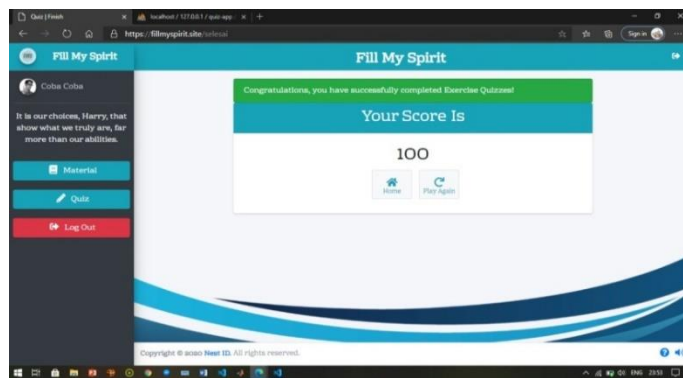 Quiz | Finish
localhost / 127.0.0.1 / quiz-app
https://fillmyspirit.site/selesai
Sign in
Fill My Spirit
Fill My Spirit
Coba Coba
It is our choices, Harry, that
show what we truly are, far
more than our abilities.
Material
Quiz
Log Out
Congratulations, you have successfully completed Exercise Quizzes!
Your Score Is
100
Home
Play Again
Copyright © 2020 Nest ID. All rights reserved.
ENG